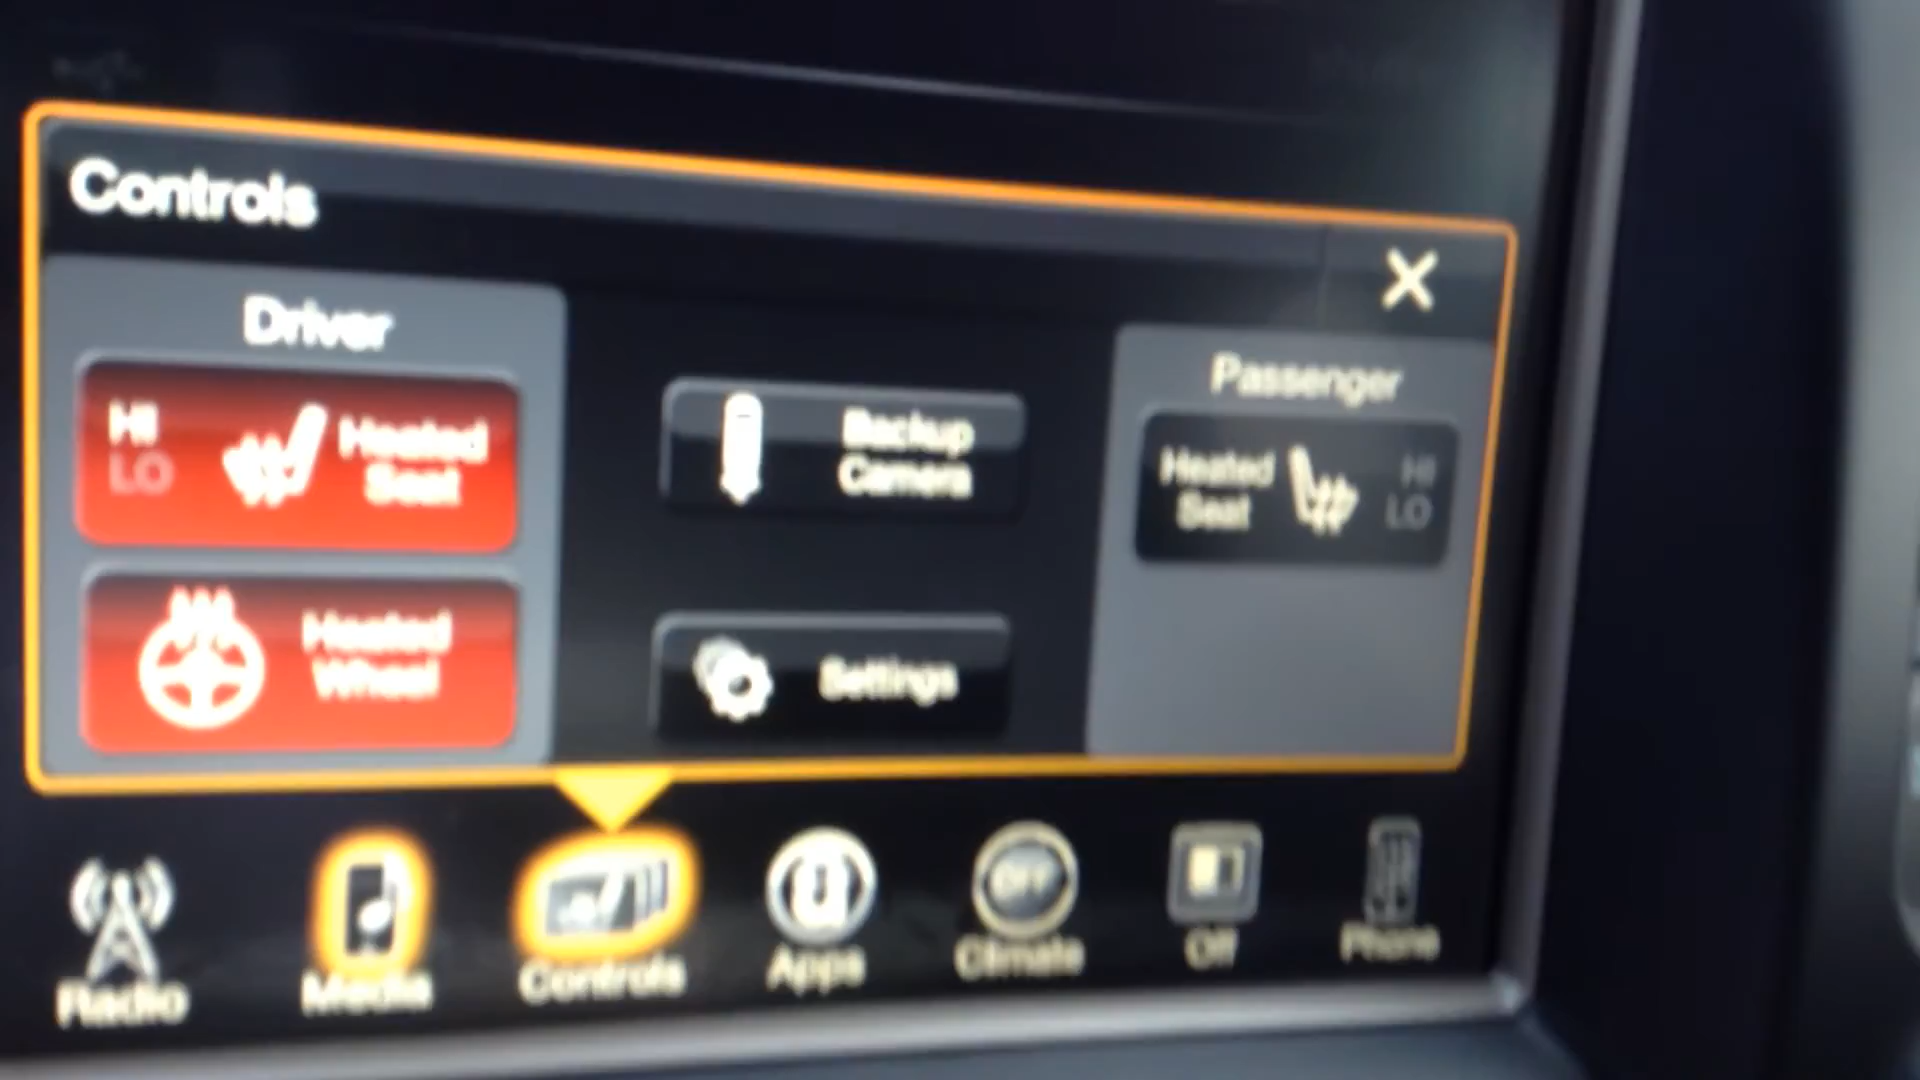 Controls
X
Driver
HI
LO
Heated
Seat
Heated
Wheel
Backup
Camera
Settings
Passenger
Heated
Seat
HI
LO
Radio
Media
Controls
Apps
OFF
Climate
Off
Phone